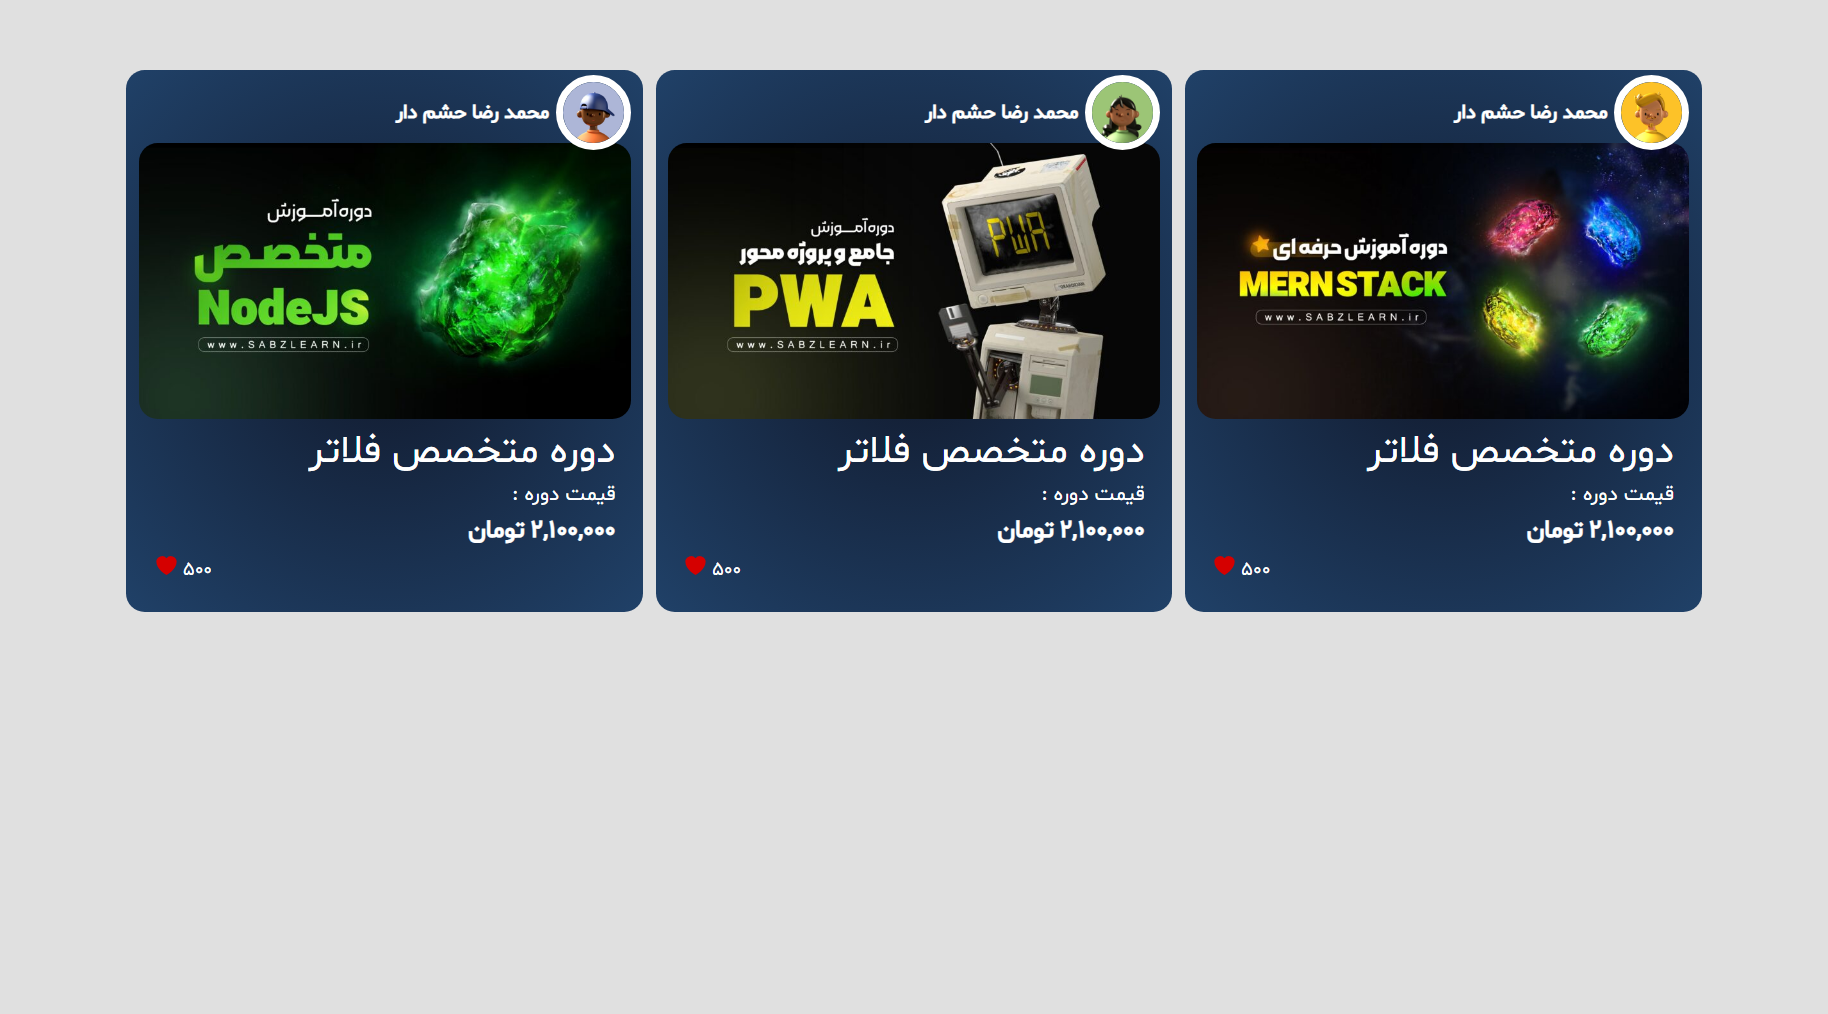 محمد رضا حشم دار
دوره آموزش حرفه ای
MERN STACK
www.SABZLEARN.ir
دوره متخصص فلاتر
قیمت دوره :
۲,۱۰۰,۰۰۰ تومان
۵۰۰
محمد رضا حشم دار
PWA
دوره آمـــوزش
جامع و پروژه محور
PWA
www.SABZLEARN.ir
دوره متخصص فلاتر
قیمت دوره :
۲,۱۰۰,۰۰۰ تومان
۵۰۰
محمد رضا حشم دار
دوره آمـــوزش
متخصص
NodeJS
www.SABZLEARN.ir
دوره متخصص فلاتر
قیمت دوره :
۲,۱۰۰,۰۰۰ تومان
۵۰۰